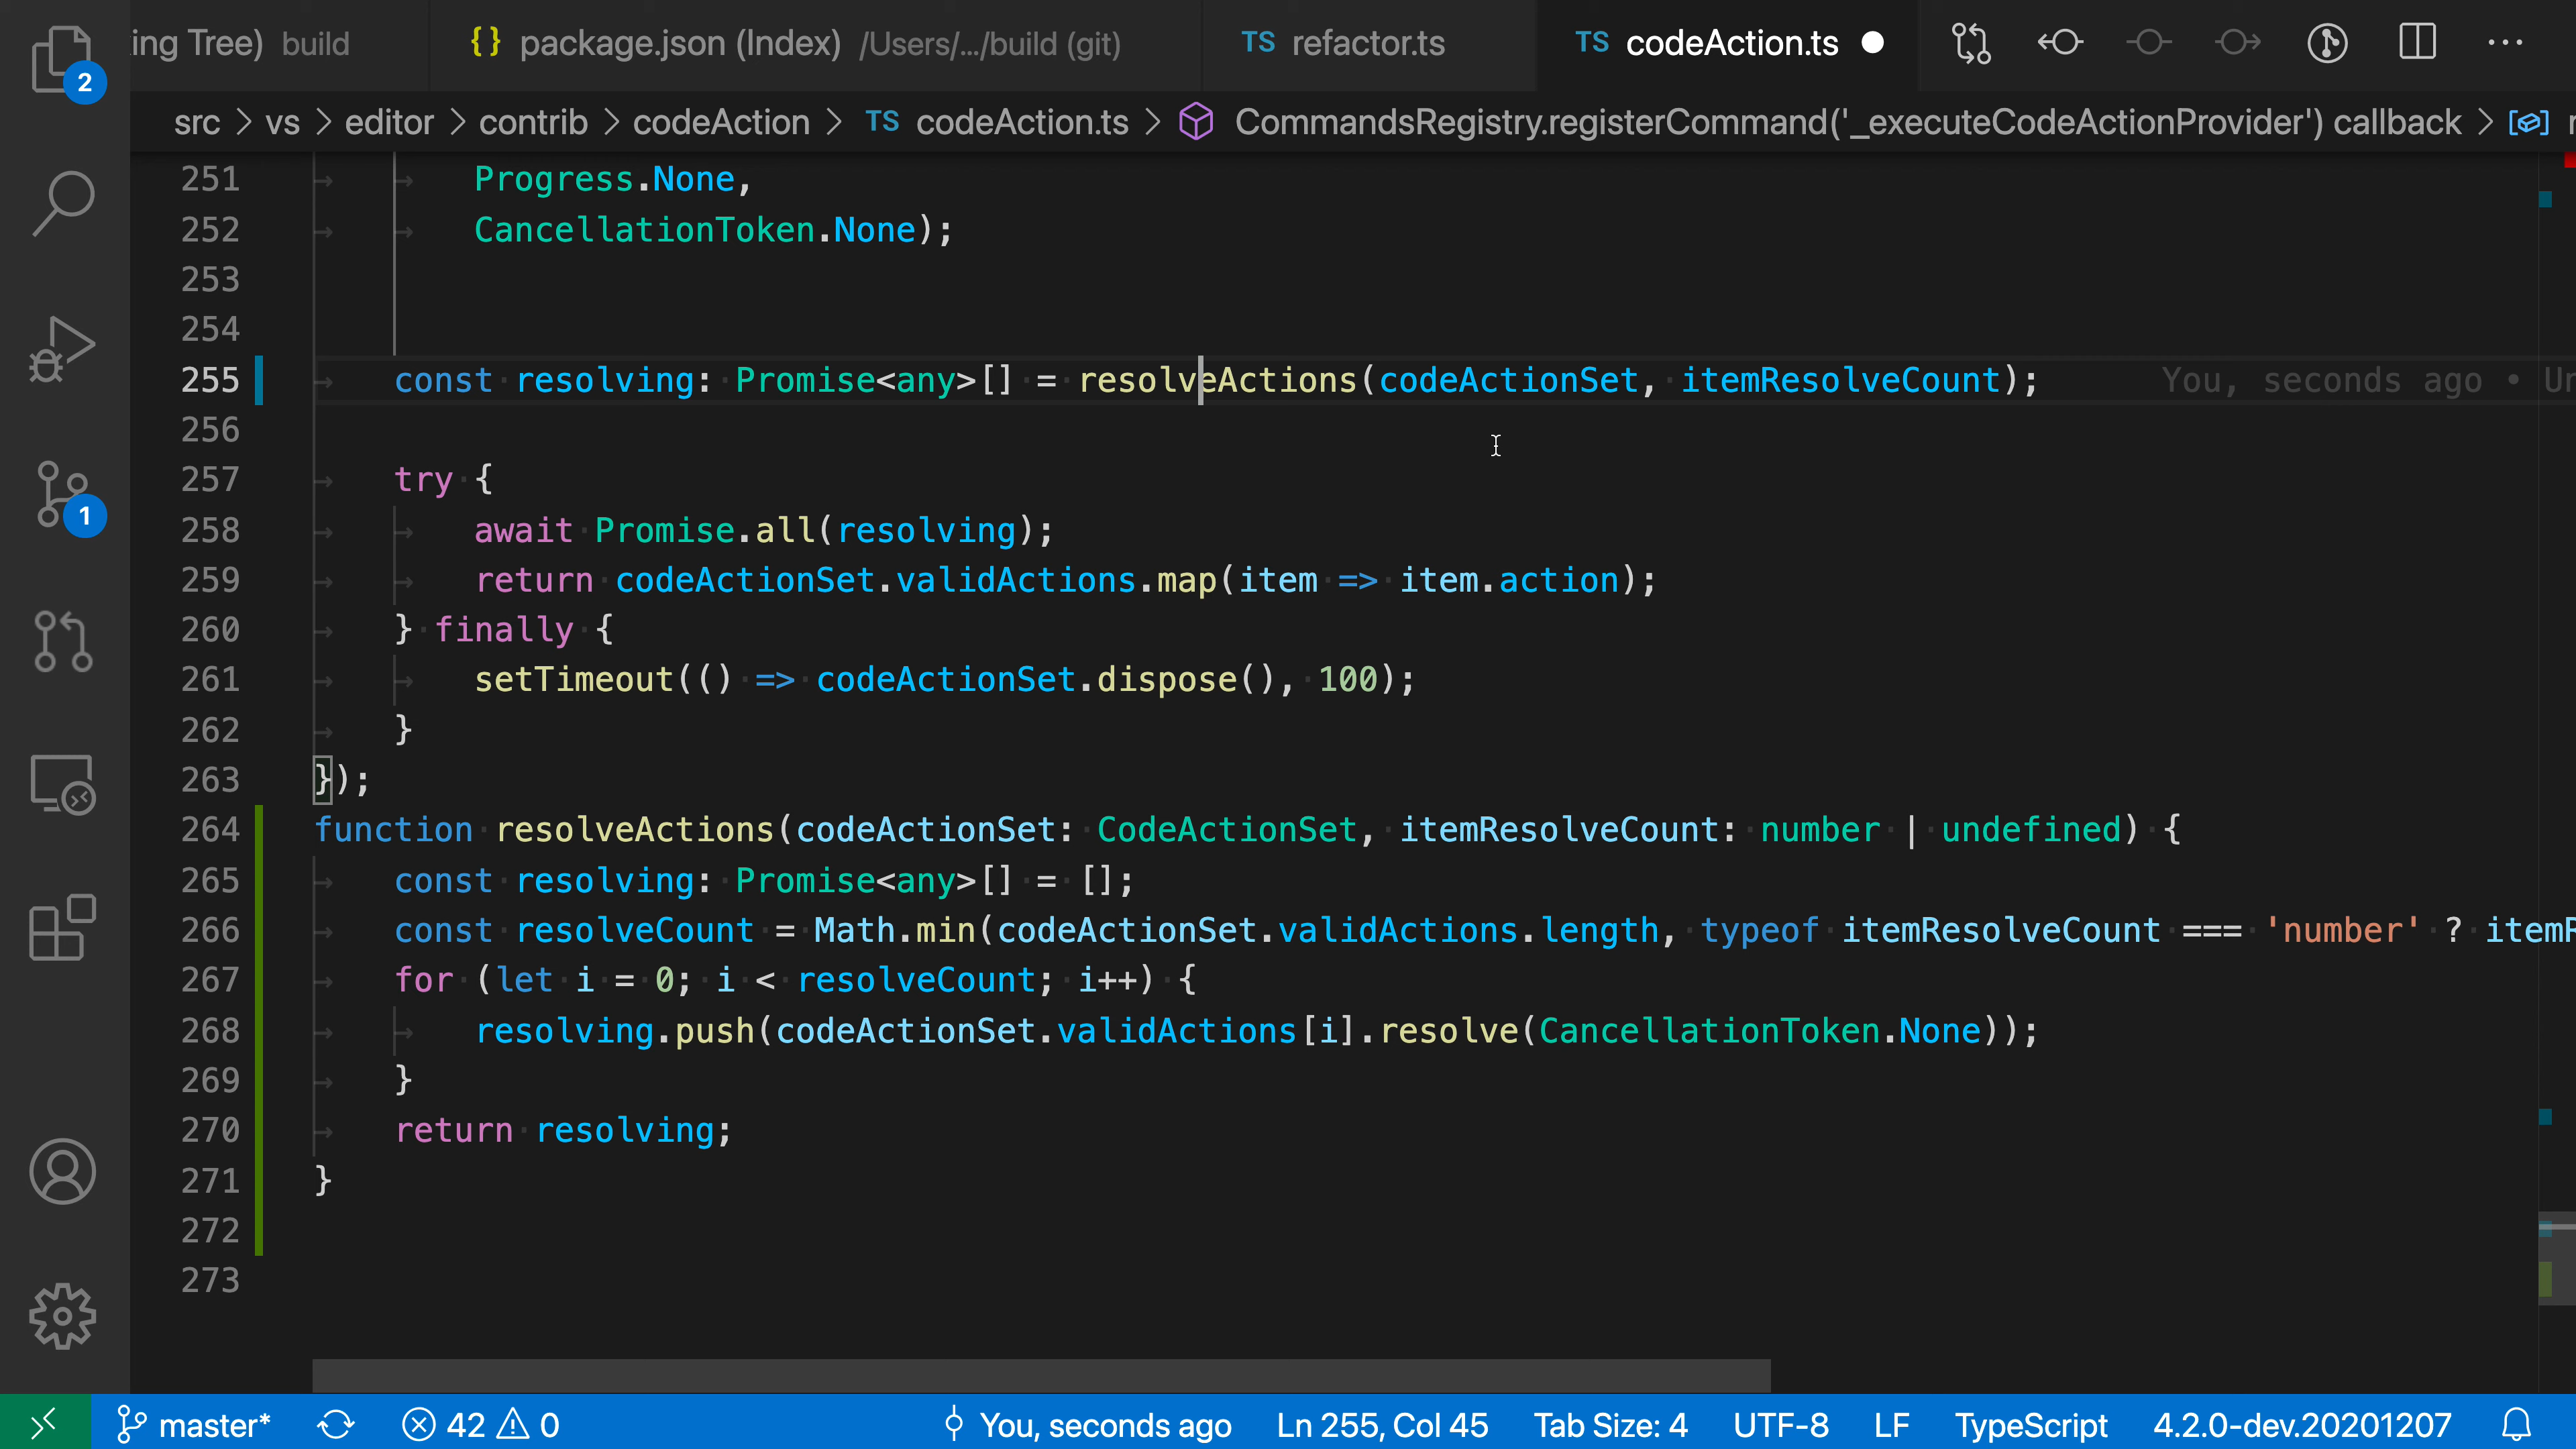 ing Tree) build {} package.json (Index) /Users/.../build (git) TS refactor.ts TS codeAction.ts
src > vs > editor > contrib > codeAction > TS codeAction.ts > CommandsRegistry.registerCommand('_executeCodeActionProvider') callback >
2
1
251 Progress.None,
252 CancellationToken.None);
253
254
255 const resolving: Promise<any>[] = resolveActions(codeActionSet, itemResolveCount); You, seconds ago • Un
256
257 try {
258 await Promise.all(resolving);
259 return codeActionSet.validActions.map(item => item.action);
260 } finally {
261 setTimeout(() => codeActionSet.dispose(), 100);
262 }
263 });
264 function resolveActions(codeActionSet: CodeActionSet, itemResolveCount: number | undefined) {
265 const resolving: Promise<any>[] = [];
266 const resolveCount = Math.min(codeActionSet.validActions.length, typeof itemResolveCount === 'number' ? itemR
267 for (let i = 0; i < resolveCount; i++) {
268 resolving.push(codeActionSet.validActions[i].resolve(CancellationToken.None));
269 }
270 return resolving;
271 }
272
273
master* 42 0 You, seconds ago Ln 255, Col 45 Tab Size: 4 UTF-8 LF TypeScript 4.2.0-dev.20201207